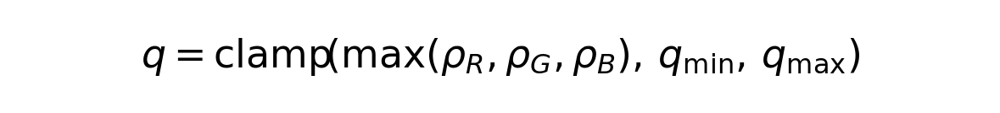 q = clamp(max(ρ_R, ρ_G, ρ_B), q_min, q_max)